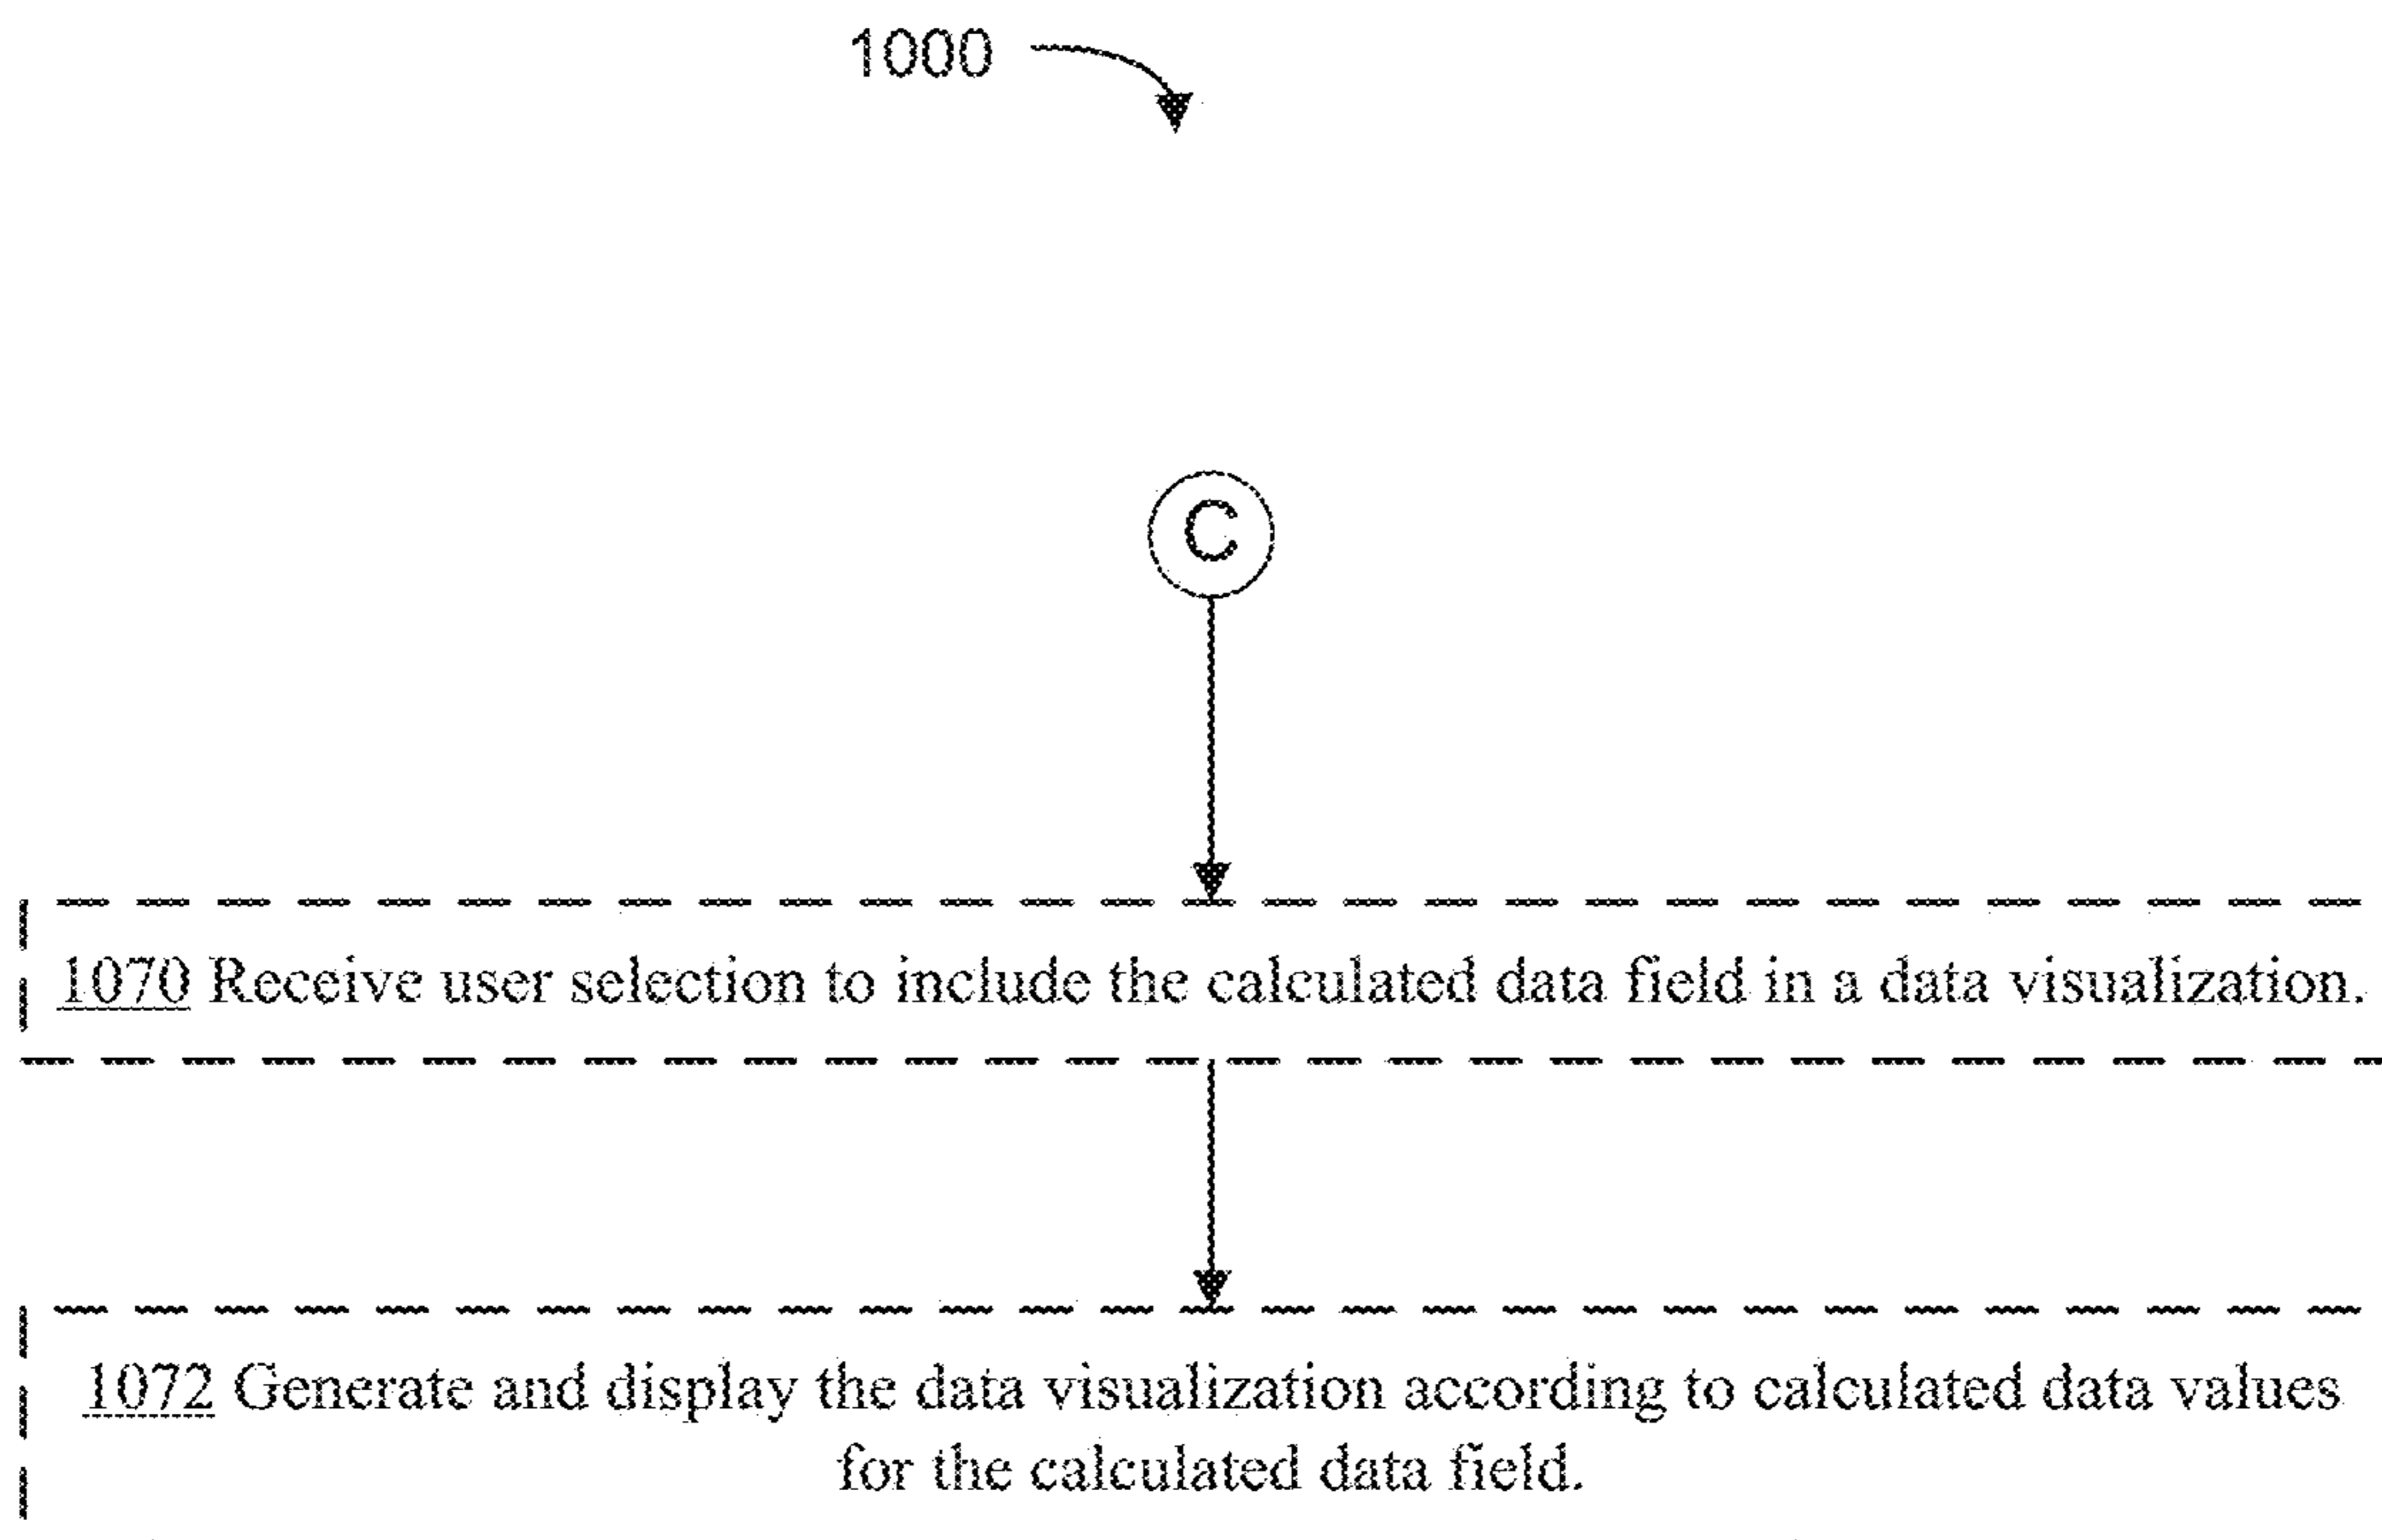 1000
C
1070 Receive user selection to include the calculated data field in a data visualization.
1072 Generate and display the data visualization according to calculated data values
for the calculated data field.